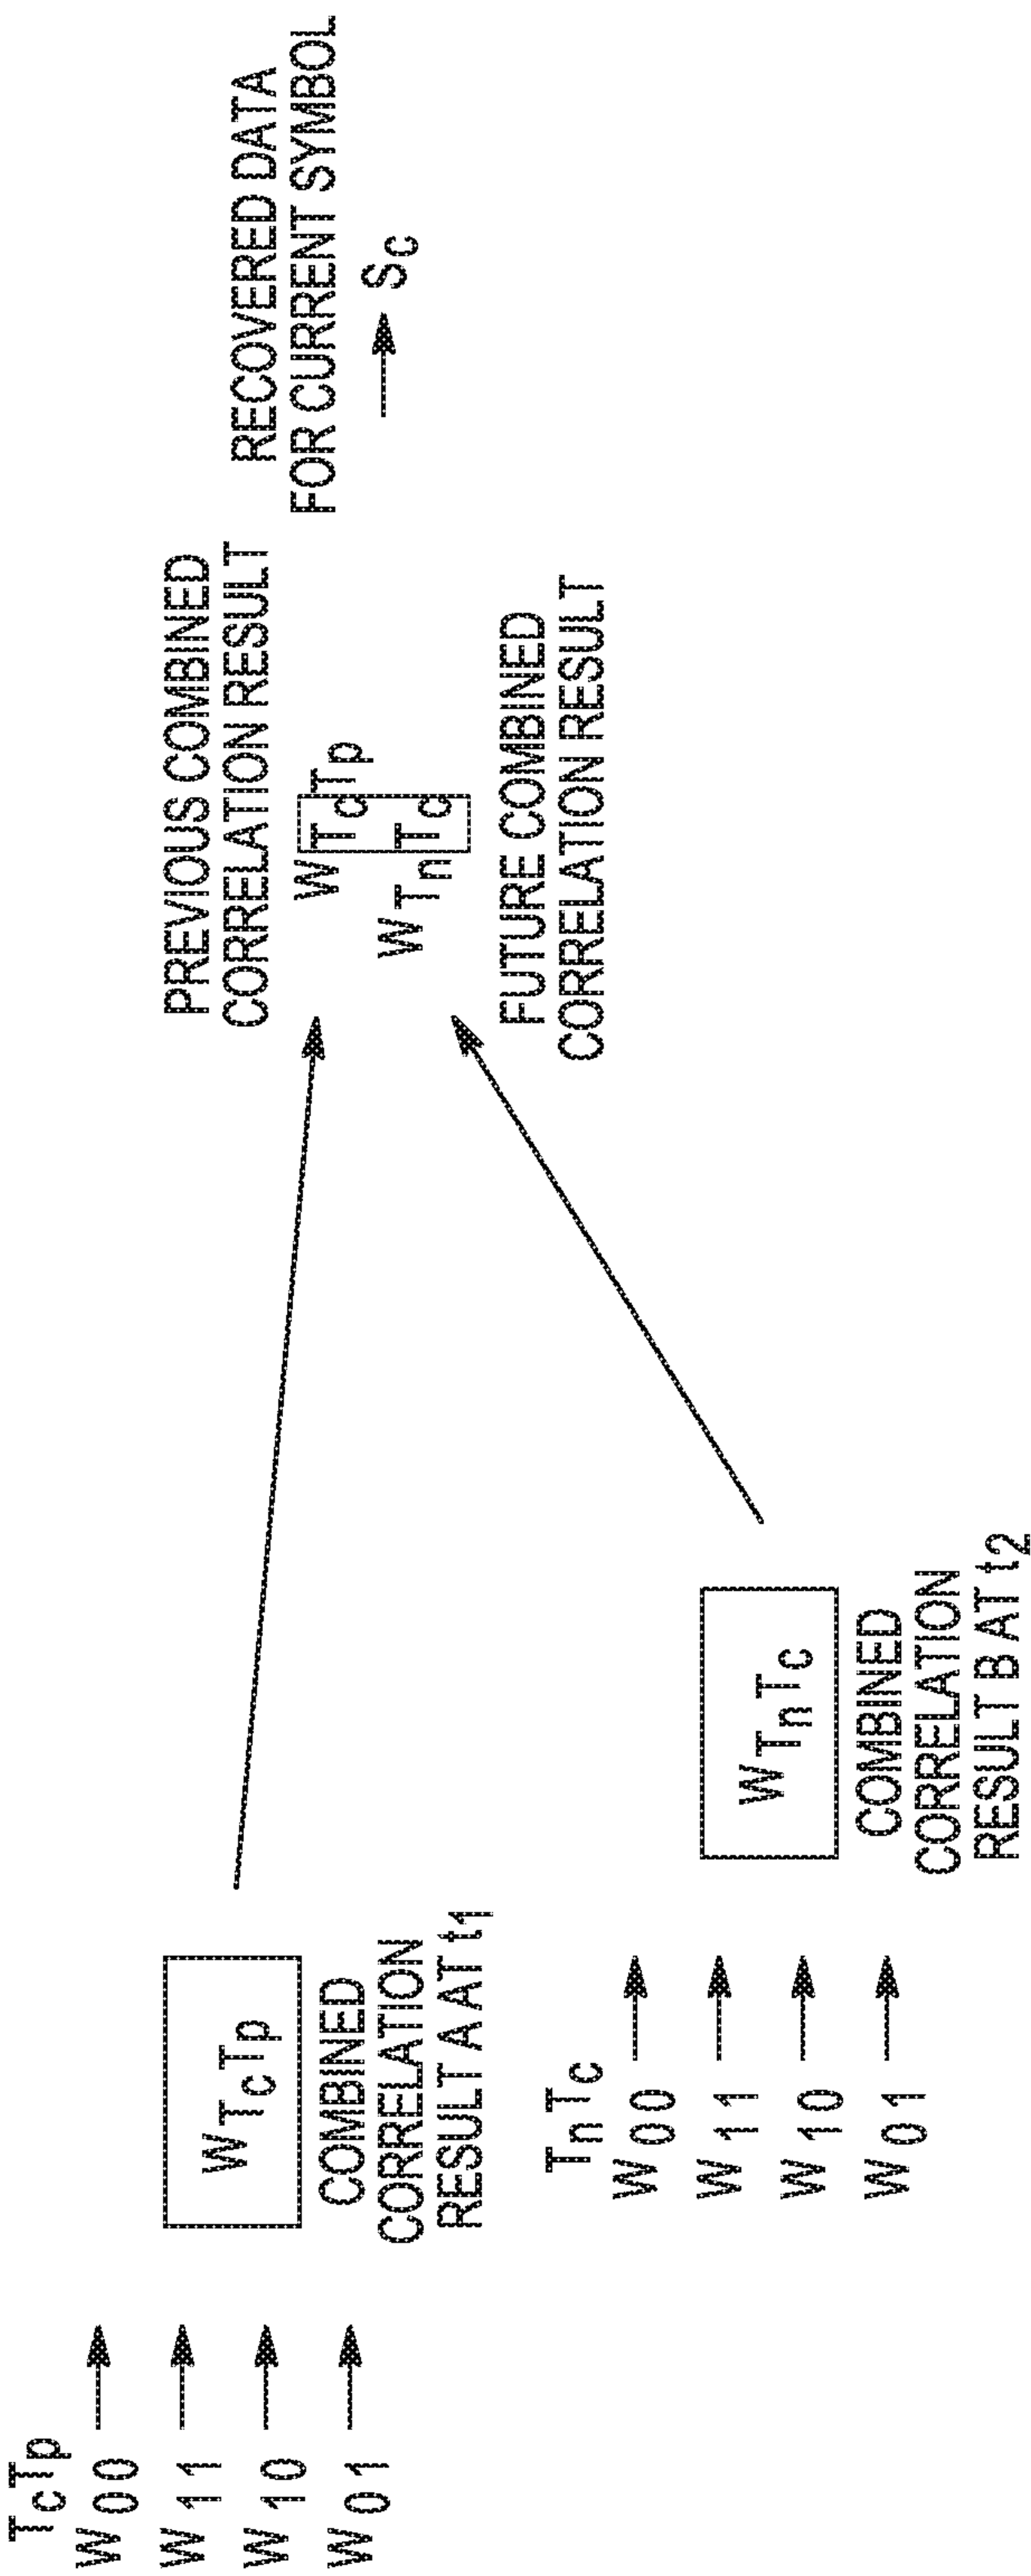 TcTp
W00
W11
W10
W01
WTcTp
COMBINED
CORRELATION
RESULT A AT t1
TnTc
W00
W11
W10
W01
WTnTc
COMBINED
CORRELATION
RESULT B AT t2
PREVIOUS COMBINED
CORRELATION RESULT
WTcTp
WTnTc
FUTURE COMBINED
CORRELATION RESULT
RECOVERED DATA
FOR CURRENT SYMBOL
Sc